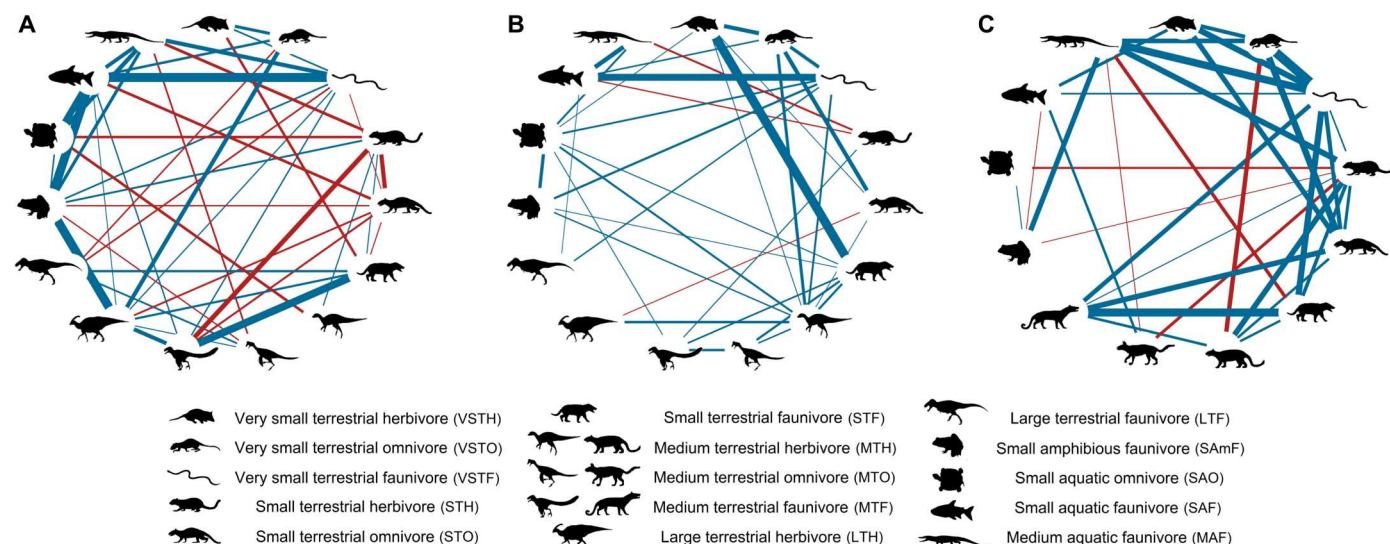 A
B
C
Very small terrestrial herbivore (VSTH)
Very small terrestrial omnivore (VSTO)
Very small terrestrial faunivore (VSTF)
Small terrestrial herbivore (STH)
Small terrestrial omnivore (STO)
Small terrestrial faunivore (STF)
Medium terrestrial herbivore (MTH)
Medium terrestrial omnivore (MTO)
Medium terrestrial faunivore (MTF)
Large terrestrial herbivore (LTH)
Large terrestrial faunivore (LTF)
Small amphibious faunivore (SAmF)
Small aquatic omnivore (SAO)
Small aquatic faunivore (SAF)
Medium aquatic faunivore (MAF)